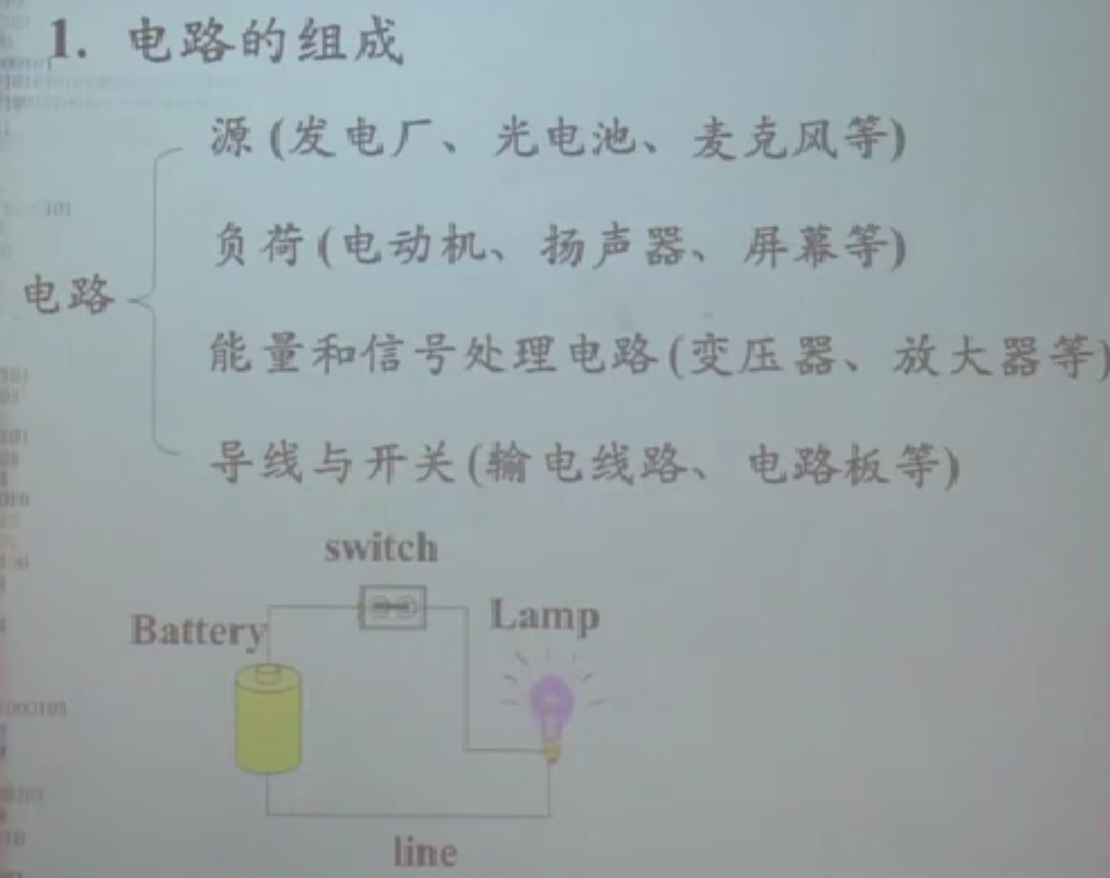 1. 电路的组成
源(发电厂、光电池、麦克风等)
负荷(电动机、扬声器、屏幕等)
电路
能量和信号处理电路(变压器、放大器等)
导线与开关(输电线路、电路板等)
switch
Battery
Lamp
line